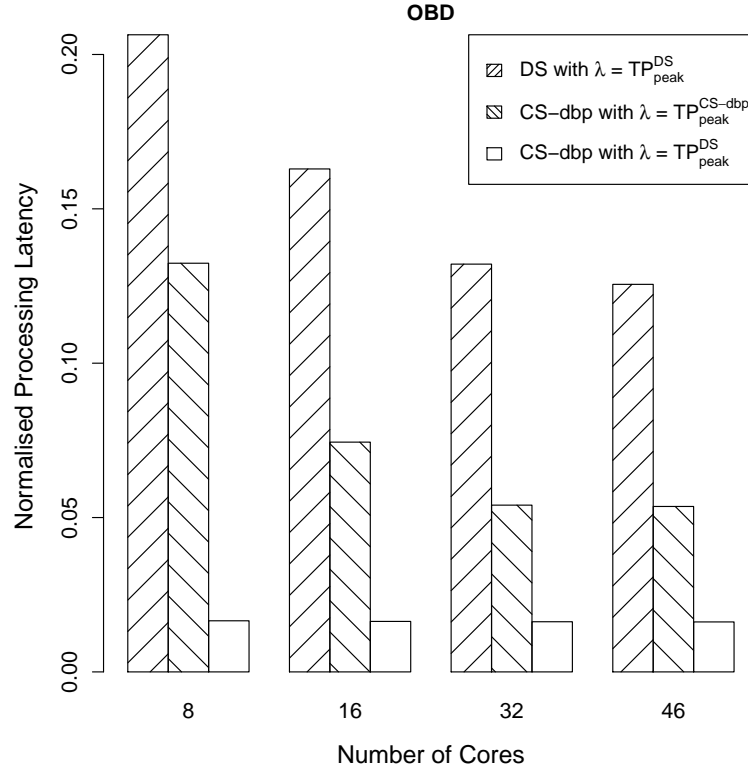 OBD
DS with λ = TP^DS_peak
CS−dbp with λ = TP^CS−dbp_peak
CS−dbp with λ = TP^DS_peak
Normalised Processing Latency
0.20
0.15
0.10
0.05
0.00
8 16 32 46
Number of Cores